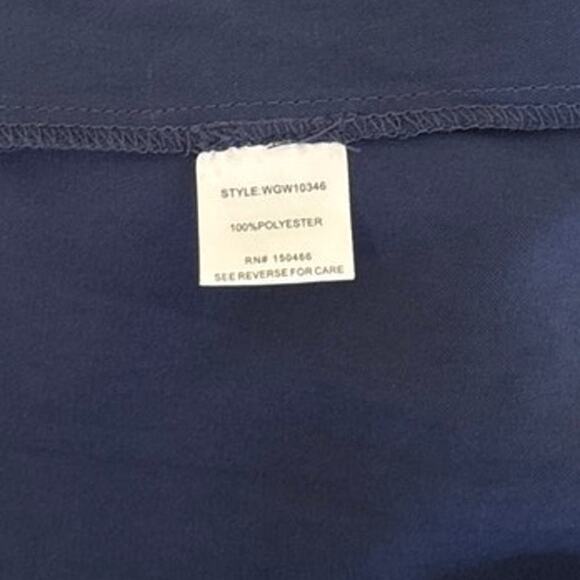 STYLE:WGW10346
100%POLYESTER
RN# 150466
SEE REVERSE FOR CARE